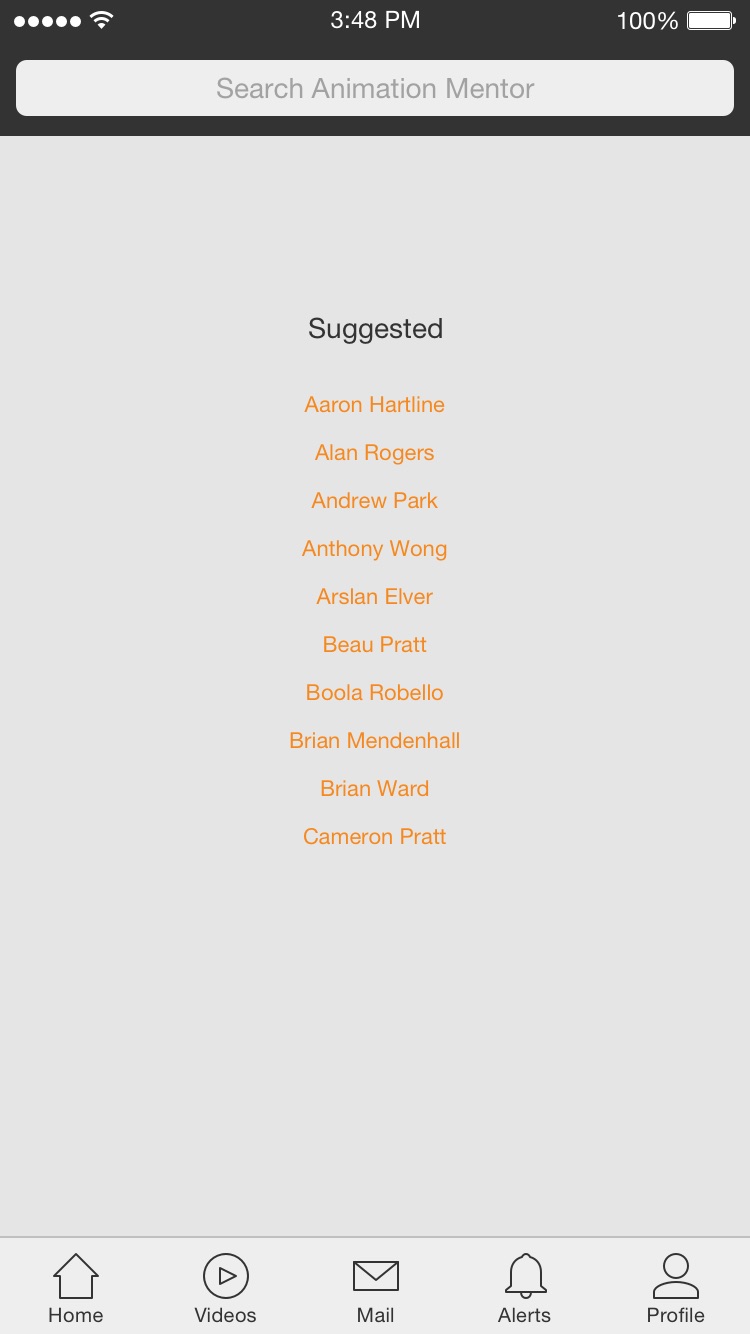 3:48 PM 100%
Search Animation Mentor
Suggested
Aaron Hartline
Alan Rogers
Andrew Park
Anthony Wong
Arslan Elver
Beau Pratt
Boola Robello
Brian Mendenhall
Brian Ward
Cameron Pratt
Home Videos Mail Alerts Profile